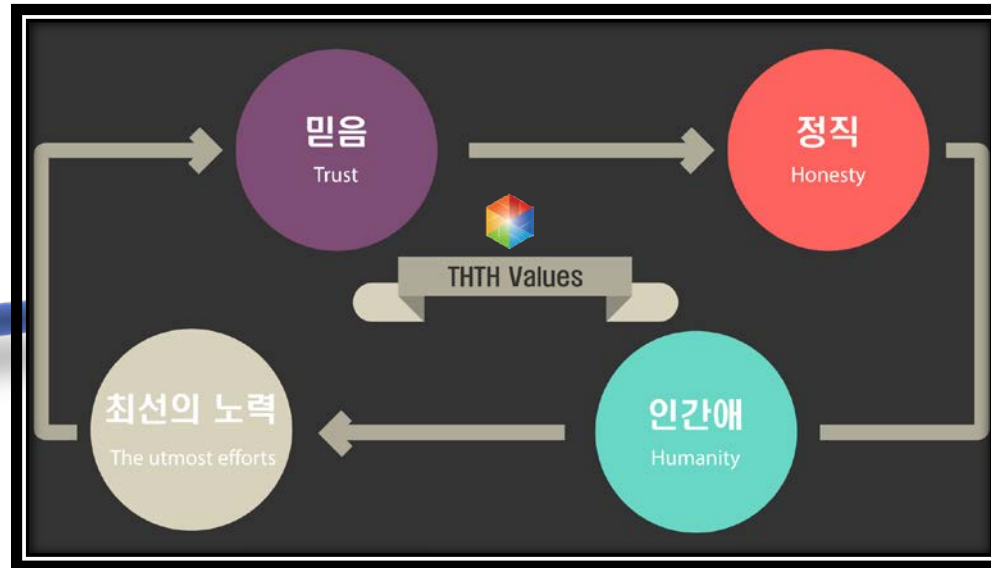 믿음
Trust
정직
Honesty
THTH Values
최선의 노력
The utmost efforts
인간애
Humanity